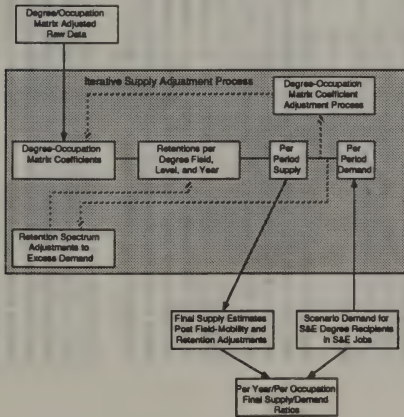 Degree/Occupation
Matrix Adjusted
Raw Data
Iterative Supply Adjustment Process
Degree-Occupation
Matrix Coefficient
Adjustment Process
Degree-Occupation
Matrix Coefficients
Retentions per
Degree Field,
Level, and Year
Per
Period
Supply
Per
Period
Demand
Retention Spectrum
Adjustments to
Excess Demand
Final Supply Estimates
Post Field-Mobility and
Retention Adjustments
Scenario Demand for
S&E Degree Recipients
in S&E Jobs
Per Year/Per Occupation
Final Supply/Demand
Ratios